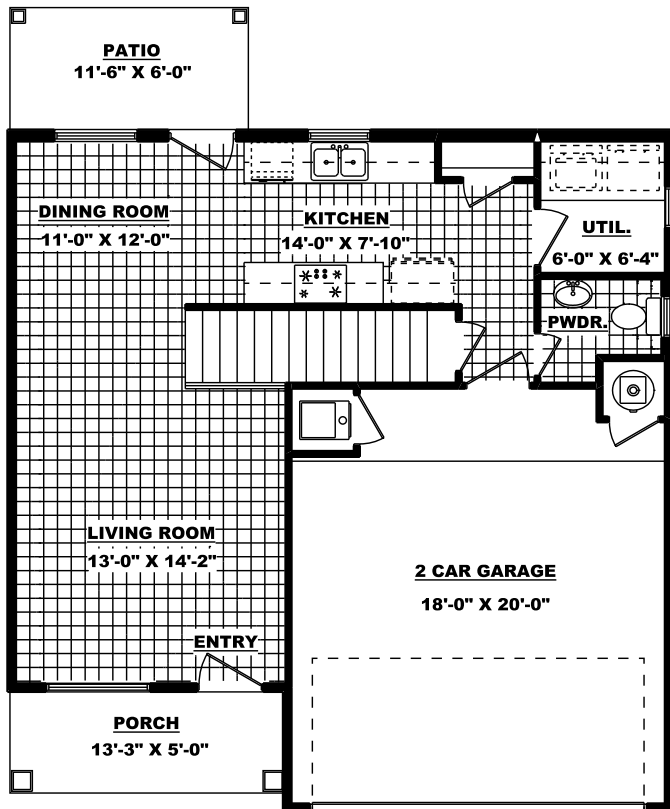 PATIO
11'-6" X 6'-0"
DINING ROOM
11'-0" X 12'-0"
KITCHEN
14'-0" X 7'-10"
UTIL.
6'-0" X 6'-4"
PWDR.
LIVING ROOM
13'-0" X 14'-2"
2 CAR GARAGE
18'-0" X 20'-0"
ENTRY
PORCH
13'-3" X 5'-0"